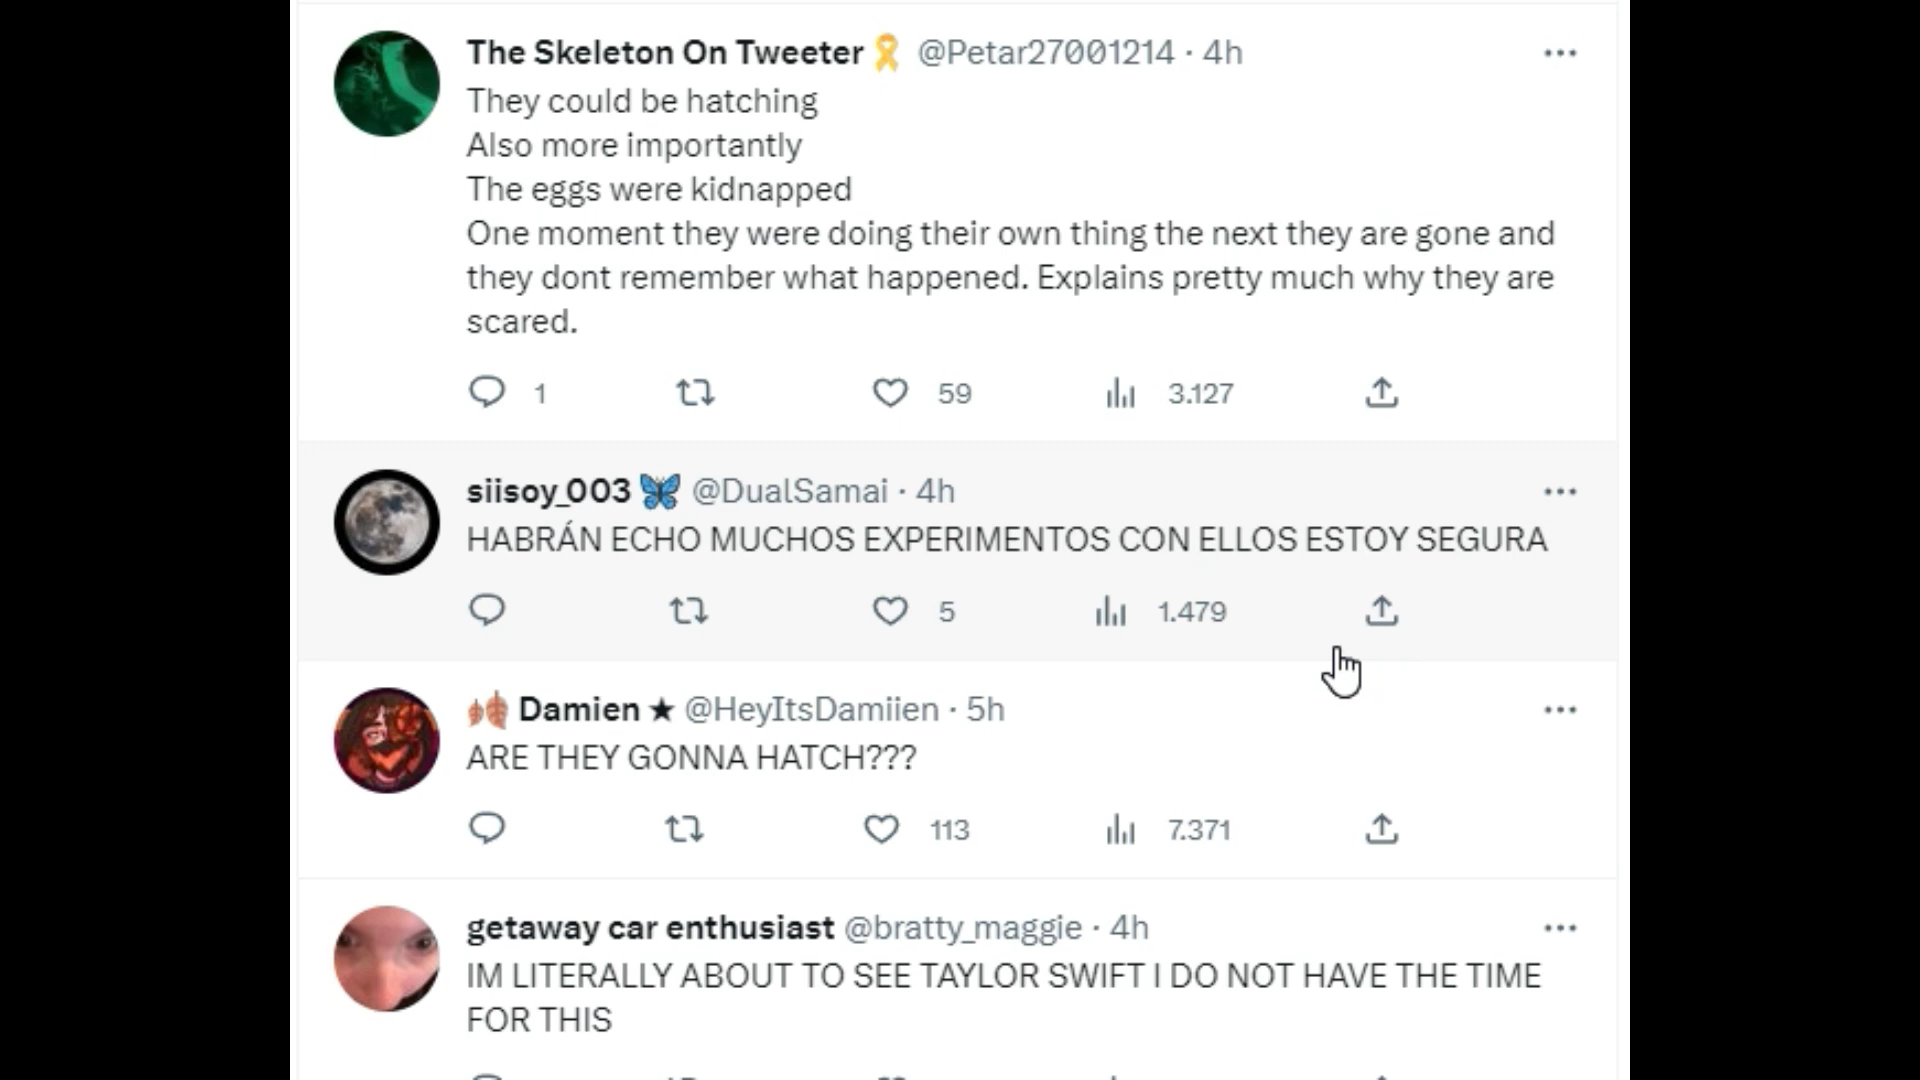 The Skeleton On Tweeter🎗 @Petar27001214 · 4h
They could be hatching
Also more importantly
The eggs were kidnapped
One moment they were doing their own thing the next they are gone and
they dont remember what happened. Explains pretty much why they are
scared.
1 59 3.127
siisoy_003🦋 @DualSamai · 4h
HABRÁN ECHO MUCHOS EXPERIMENTOS CON ELLOS ESTOY SEGURA
5 1.479
🍂 Damien ★ @HeyItsDamiien · 5h
ARE THEY GONNA HATCH???
113 7.371
getaway car enthusiast @bratty_maggie · 4h
IM LITERALLY ABOUT TO SEE TAYLOR SWIFT I DO NOT HAVE THE TIME
FOR THIS